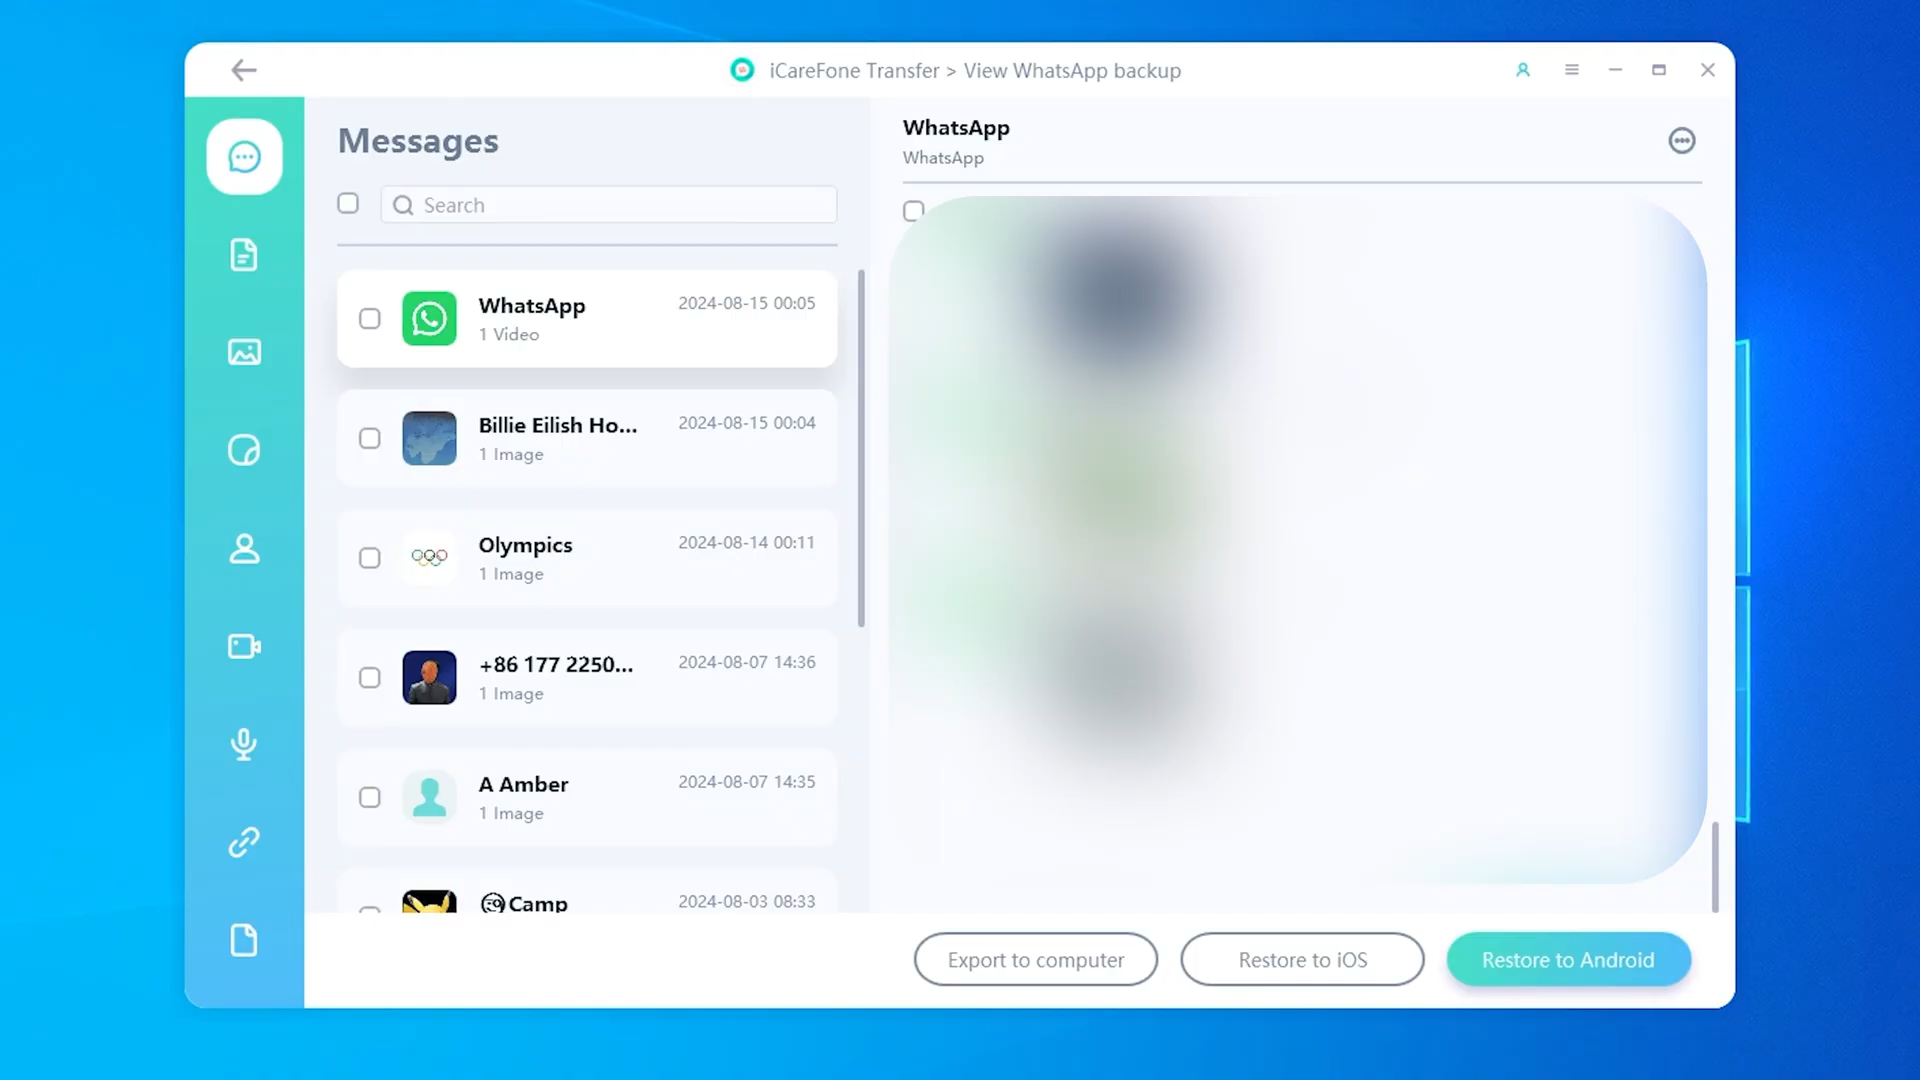 iCareFone Transfer > View WhatsApp backup
Messages
Search
WhatsApp
2024-08-15 00:05
1 Video
Billie Eilish Ho...
2024-08-15 00:04
1 Image
Olympics
2024-08-14 00:11
1 Image
+86 177 2250...
2024-08-07 14:36
1 Image
A Amber
2024-08-07 14:35
1 Image
Camp
2024-08-03 08:33
WhatsApp
WhatsApp
Export to computer
Restore to iOS
Restore to Android